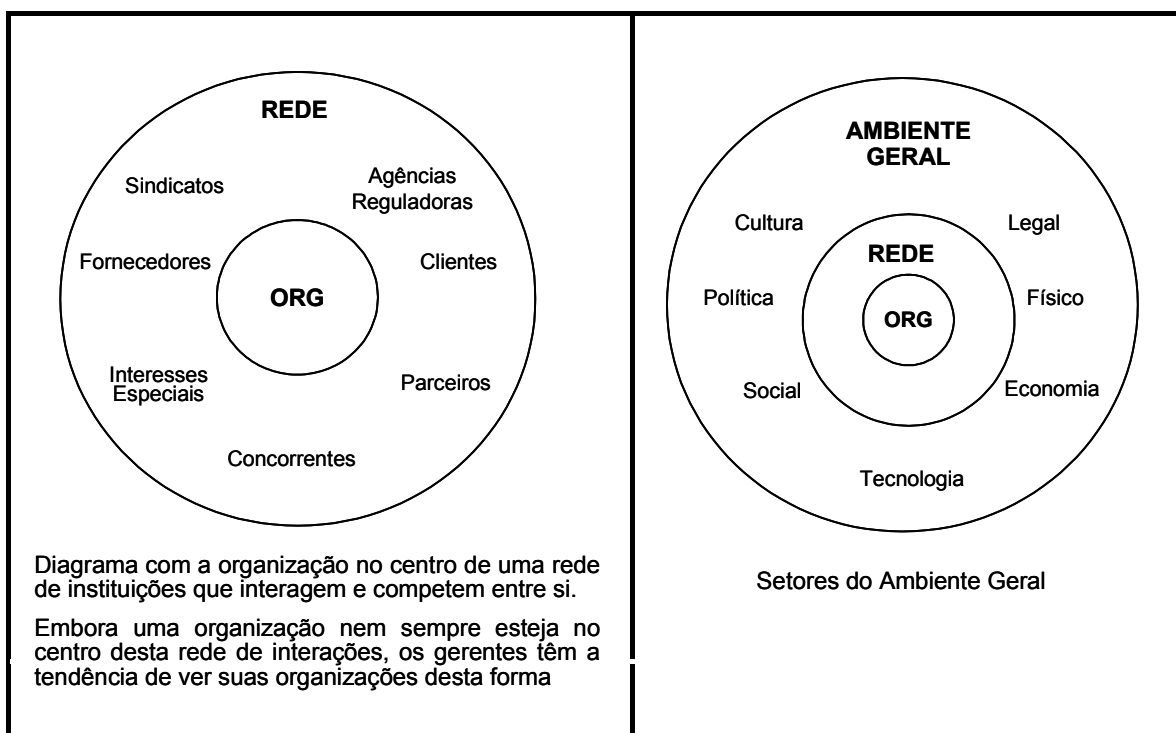 REDE
Sindicatos
Agências
Reguladoras
Fornecedores
Clientes
ORG
Interesses
Especiais
Parceiros
Concorrentes
Diagrama com a organização no centro de uma rede
de instituições que interagem e competem entre si.
Embora uma organização nem sempre esteja no
centro desta rede de interações, os gerentes têm a
tendência de ver suas organizações desta forma
AMBIENTE
GERAL
Cultura
Legal
REDE
Política
Físico
ORG
Social
Economia
Tecnologia
Setores do Ambiente Geral